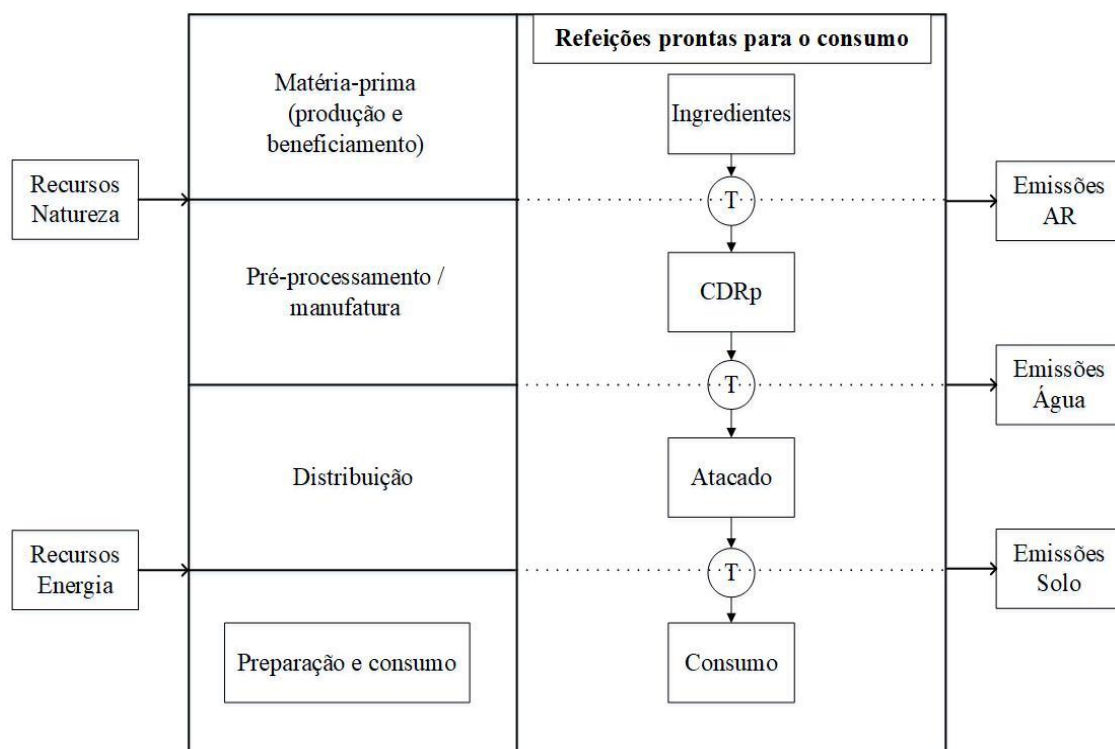 Refeições prontas para o consumo
Matéria-prima
(produção e
beneficiamento)
Ingredientes
Recursos
Natureza
T
Emissões
AR
Pré-processamento /
manufatura
CDRp
T
Emissões
Água
Distribuição
Atacado
Recursos
Energia
T
Emissões
Solo
Preparação e consumo
Consumo